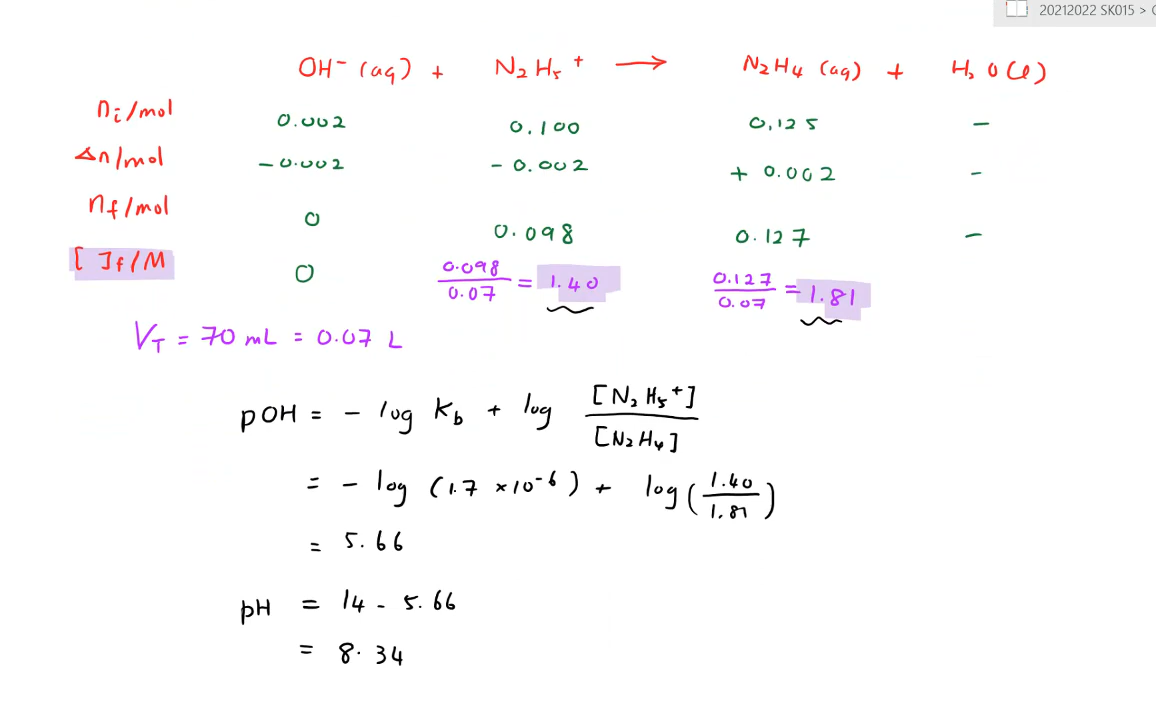 20212022 SK015 >
OH⁻ (aq) + N₂H₅⁺ ⟶ N₂H₄ (aq) + H₂O(l)
nᵢ/mol 0.002 0.100 0.125 –
Δn/mol – 0.002 – 0.002 + 0.002 –
n_f/mol 0 0.098 0.127 –
[ ]_f/M 0 0.098/0.07 = 1.40 0.127/0.07 = 1.81
V_T = 70 mL = 0.07 L
pOH = – log K_b + log [N₂H₅⁺]/[N₂H₄]
= – log (1.7 ×10⁻⁶) + log (1.40/1.81)
= 5.66
pH = 14 - 5.66
= 8.34